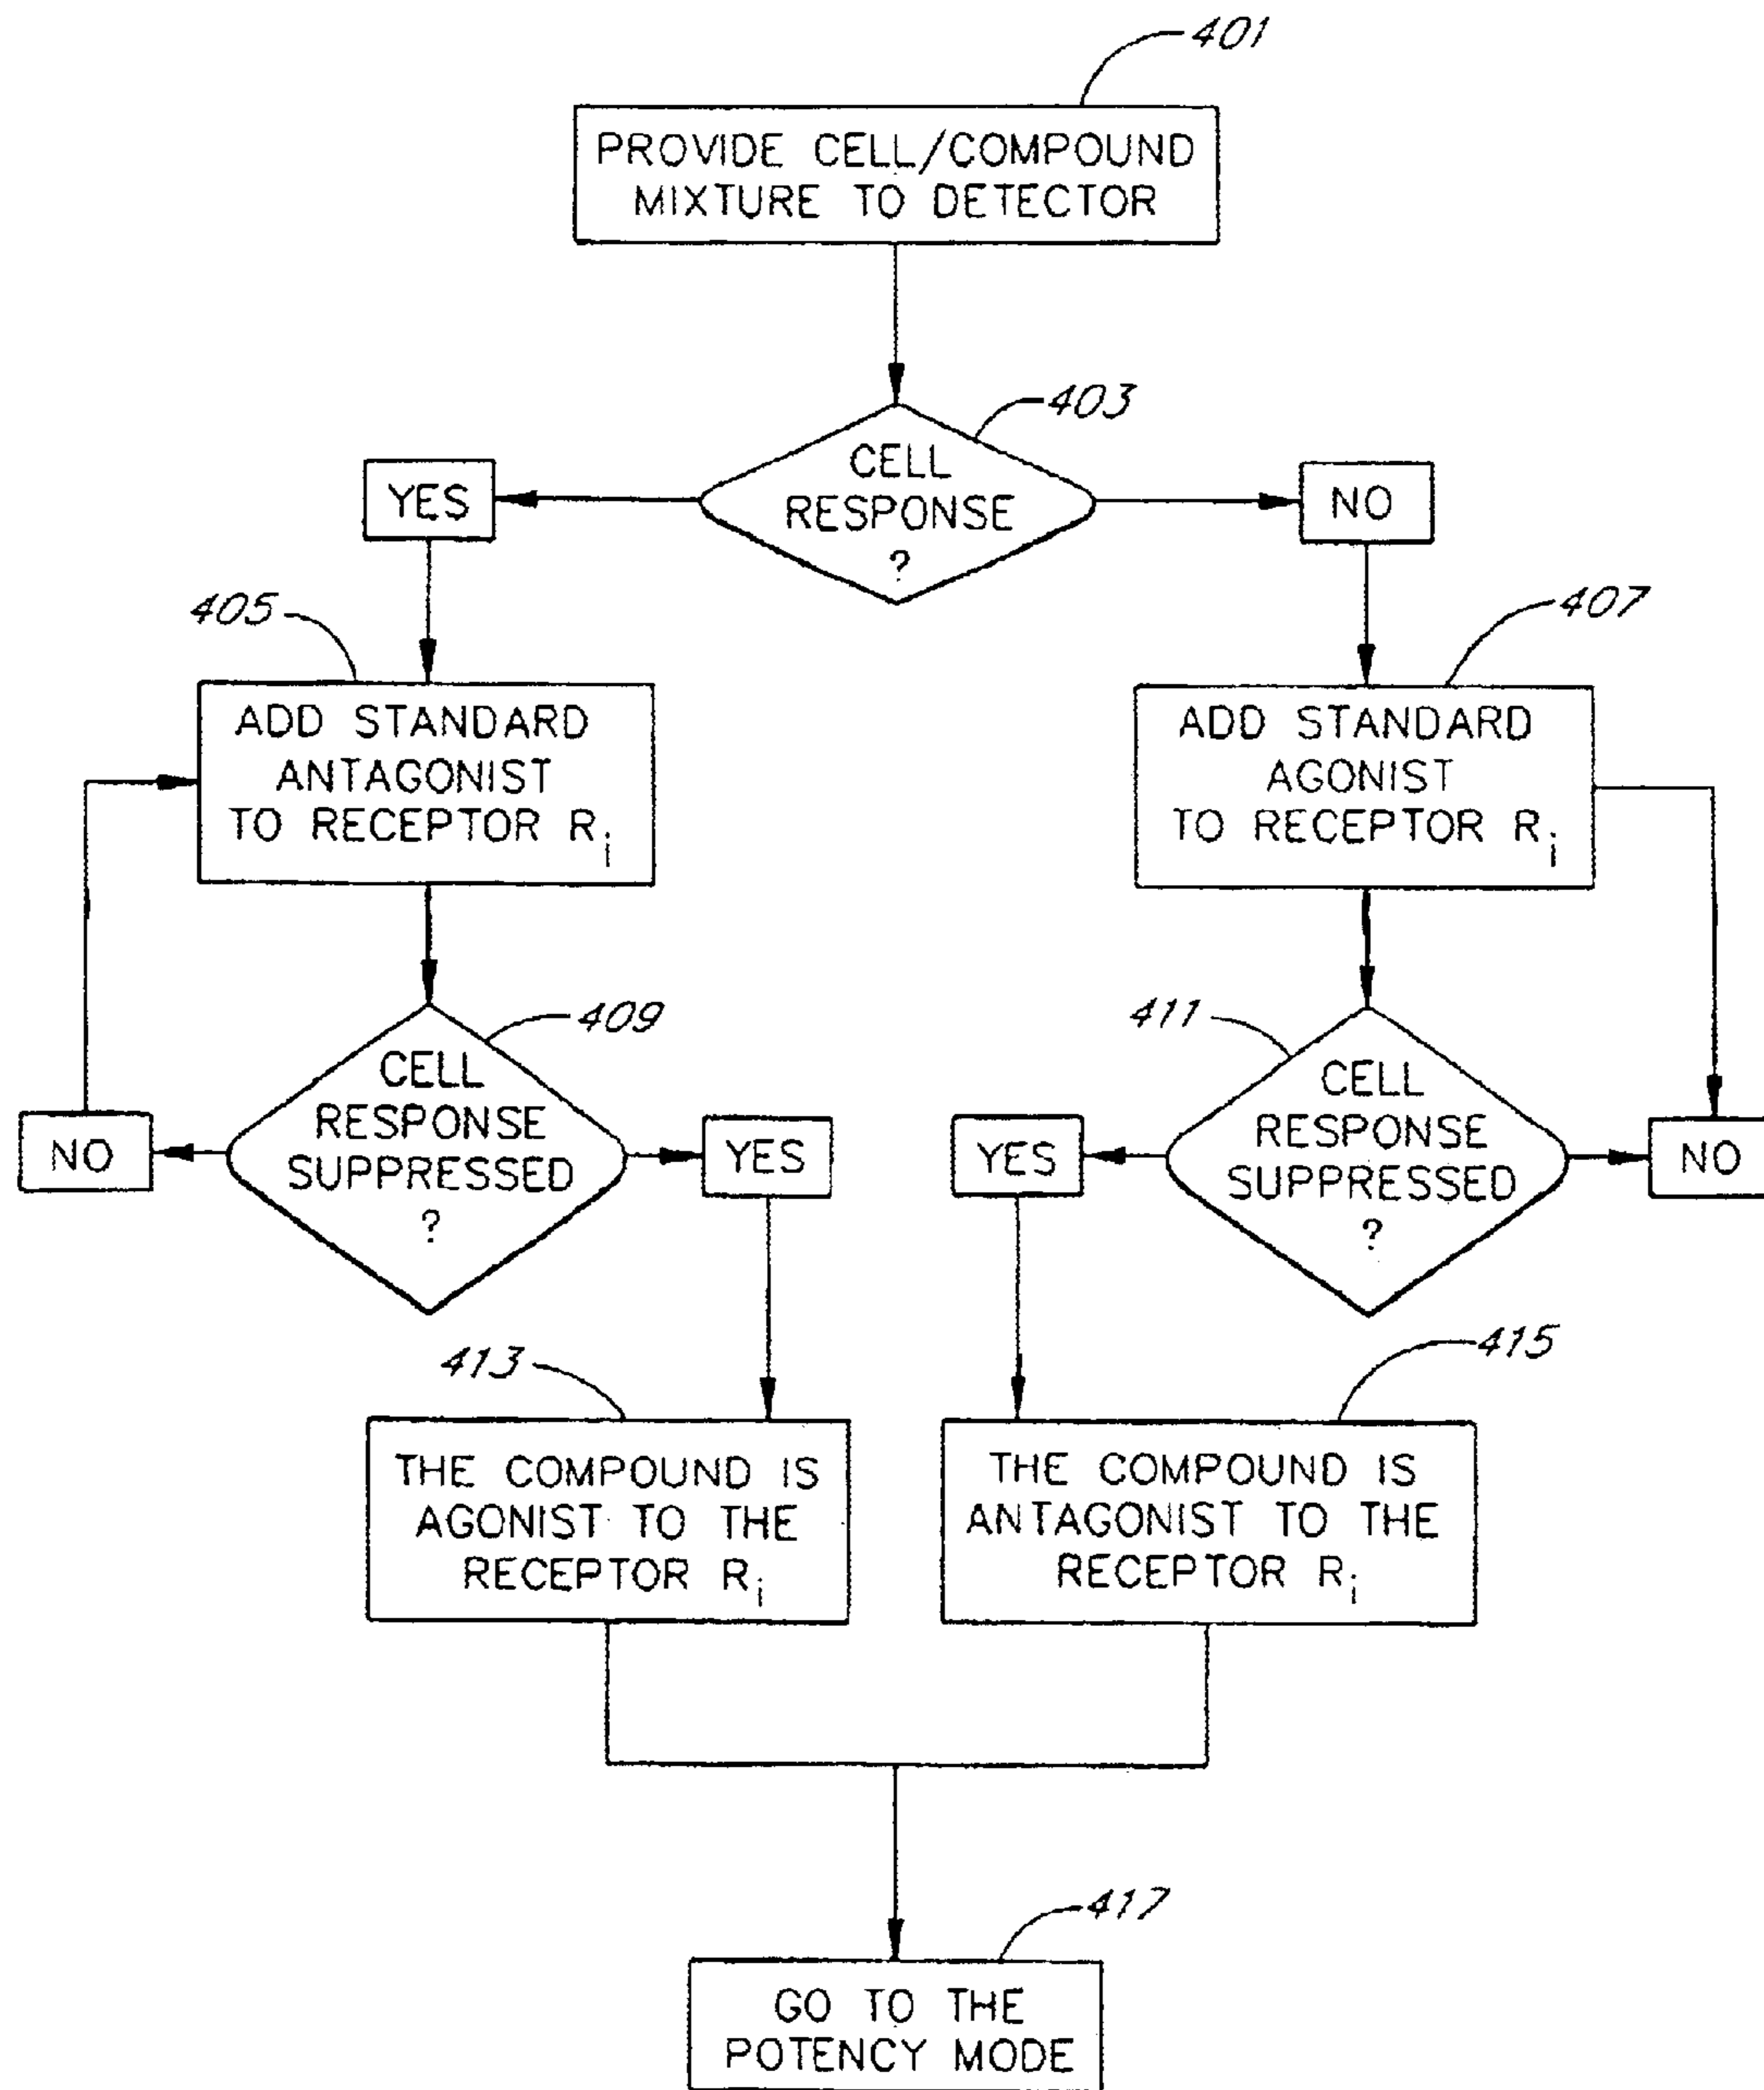 401
PROVIDE CELL/COMPOUND
MIXTURE TO DETECTOR
403
CELL
RESPONSE
?
YES
NO
405
ADD STANDARD
ANTAGONIST
TO RECEPTOR Ri
407
ADD STANDARD
AGONIST
TO RECEPTOR Ri
409
CELL
RESPONSE
SUPPRESSED
?
NO
YES
411
CELL
RESPONSE
SUPPRESSED
?
YES
NO
413
THE COMPOUND IS
AGONIST TO THE
RECEPTOR Ri
415
THE COMPOUND IS
ANTAGONIST TO THE
RECEPTOR Ri
417
GO TO THE
POTENCY MODE